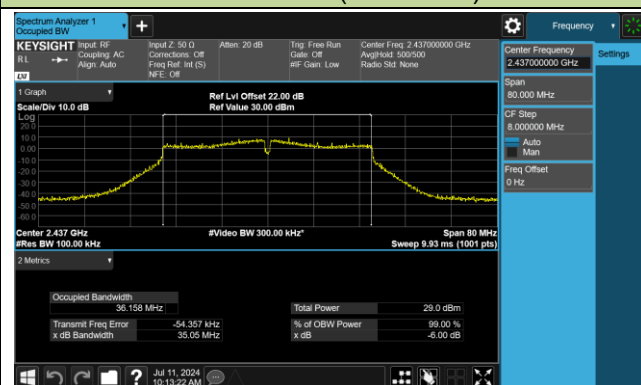 Spectrum Analyzer 1
Occupied BW
+
Frequency
KEYSIGHT
RL
LXI
Input: RF
Coupling: AC
Align: Auto
Input Z: 50 Ω
Corrections: Off
Freq Ref: Int (S)
NFE: Off
Atten: 20 dB
Trig: Free Run
Gate: Off
#IF Gain: Low
Center Freq: 2.437000000 GHz
Avg|Hold: 500/500
Radio Std: None
Center Frequency
2.437000000 GHz
Settings
Span
80.000 MHz
CF Step
8.000000 MHz
Auto
Man
Freq Offset
0 Hz
1 Graph
Scale/Div 10.0 dB
Ref Lvl Offset 22.00 dB
Ref Value 30.00 dBm
Log
20.0
10.0
0.00
-10.0
-20.0
-30.0
-40.0
-50.0
-60.0
Center 2.437 GHz
#Res BW 100.00 kHz
#Video BW 300.00 kHz*
Span 80 MHz
Sweep 9.93 ms (1001 pts)
2 Metrics
Occupied Bandwidth
36.158 MHz
Total Power 29.0 dBm
Transmit Freq Error -54.357 kHz
% of OBW Power 99.00 %
x dB Bandwidth 35.05 MHz
x dB -6.00 dB
?
Jul 11, 2024
10:13:22 AM